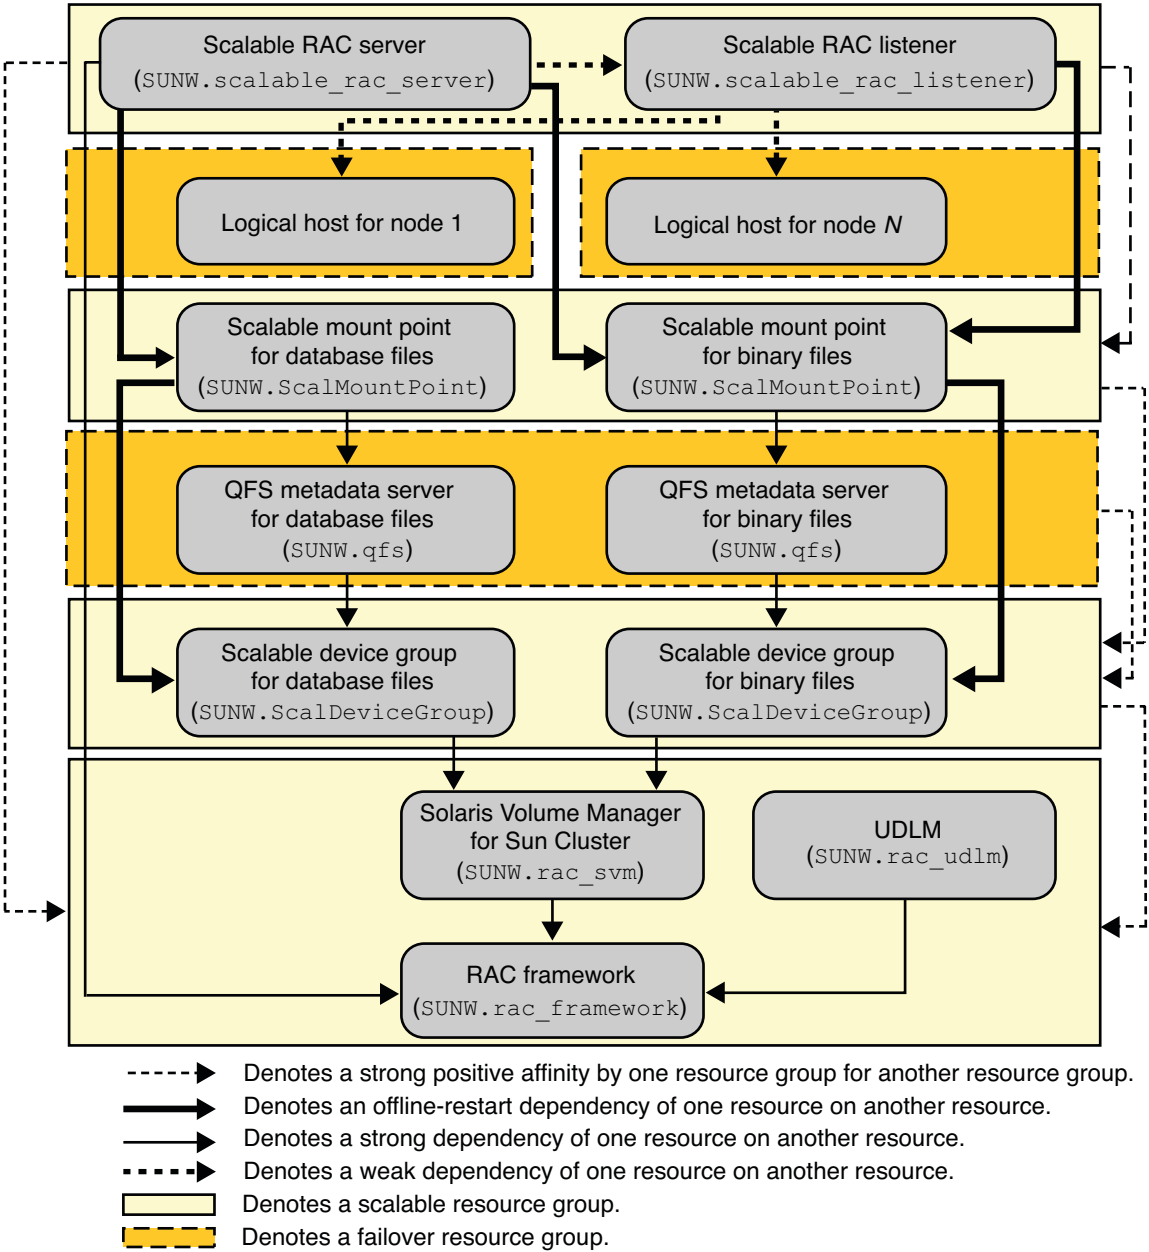 Scalable RAC server
(SUNW.scalable_rac_server)
Scalable RAC listener
(SUNW.scalable_rac_listener)
Logical host for node 1
Logical host for node N
Scalable mount point
for database files
(SUNW.ScalMountPoint)
Scalable mount point
for binary files
(SUNW.ScalMountPoint)
QFS metadata server
for database files
(SUNW.qfs)
QFS metadata server
for binary files
(SUNW.qfs)
Scalable device group
for database files
(SUNW.ScalDeviceGroup)
Scalable device group
for binary files
(SUNW.ScalDeviceGroup)
Solaris Volume Manager
for Sun Cluster
(SUNW.rac_svm)
UDLM
(SUNW.rac_udlm)
RAC framework
(SUNW.rac_framework)
Denotes a strong positive affinity by one resource group for another resource group.
Denotes an offline-restart dependency of one resource on another resource.
Denotes a strong dependency of one resource on another resource.
Denotes a weak dependency of one resource on another resource.
Denotes a scalable resource group.
Denotes a failover resource group.